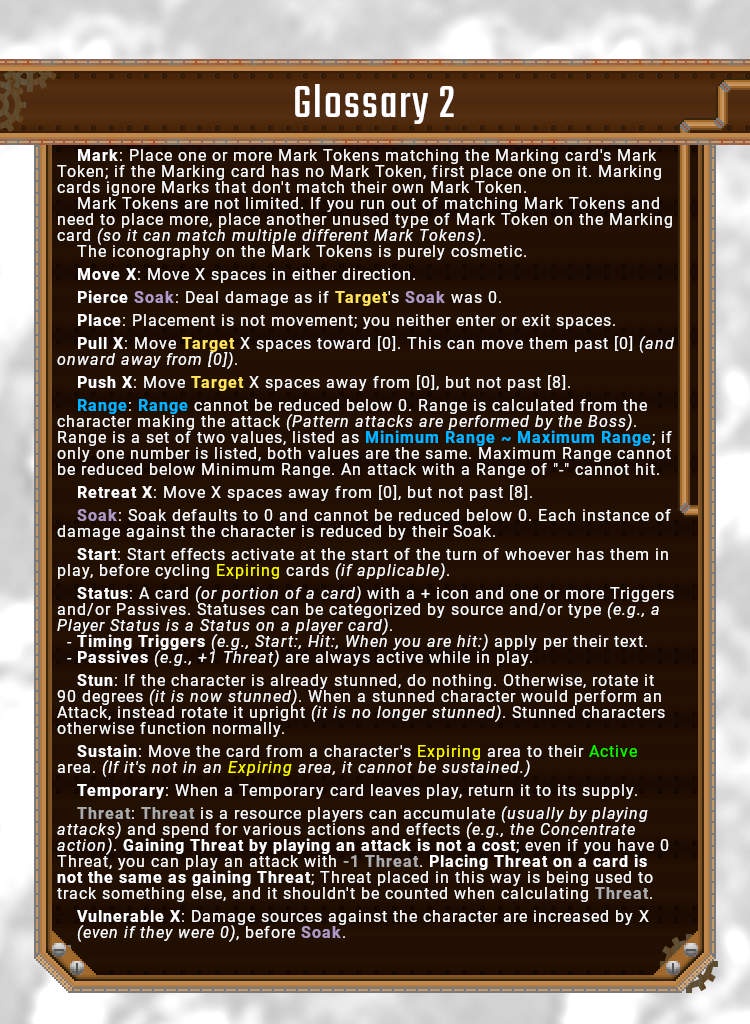 Glossary 2
Mark: Place one or more Mark Tokens matching the Marking card's Mark
Token; if the Marking card has no Mark Token, first place one on it. Marking
cards ignore Marks that don't match their own Mark Token.
Mark Tokens are not limited. If you run out of matching Mark Tokens and
need to place more, place another unused type of Mark Token on the Marking
card (so it can match multiple different Mark Tokens).
The iconography on the Mark Tokens is purely cosmetic.
Move X: Move X spaces in either direction.
Pierce Soak: Deal damage as if Target's Soak was 0.
Place: Placement is not movement; you neither enter or exit spaces.
Pull X: Move Target X spaces toward [0]. This can move them past [0] (and
onward away from [0]).
Push X: Move Target X spaces away from [0], but not past [8].
Range: Range cannot be reduced below 0. Range is calculated from the
character making the attack (Pattern attacks are performed by the Boss).
Range is a set of two values, listed as Minimum Range ~ Maximum Range; if
only one number is listed, both values are the same. Maximum Range cannot
be reduced below Minimum Range. An attack with a Range of "-" cannot hit.
Retreat X: Move X spaces away from [0], but not past [8].
Soak: Soak defaults to 0 and cannot be reduced below 0. Each instance of
damage against the character is reduced by their Soak.
Start: Start effects activate at the start of the turn of whoever has them in
play, before cycling Expiring cards (if applicable).
Status: A card (or portion of a card) with a + icon and one or more Triggers
and/or Passives. Statuses can be categorized by source and/or type (e.g., a
Player Status is a Status on a player card).
- Timing Triggers (e.g., Start:, Hit:, When you are hit:) apply per their text.
- Passives (e.g., +1 Threat) are always active while in play.
Stun: If the character is already stunned, do nothing. Otherwise, rotate it
90 degrees (it is now stunned). When a stunned character would perform an
Attack, instead rotate it upright (it is no longer stunned). Stunned characters
otherwise function normally.
Sustain: Move the card from a character's Expiring area to their Active
area. (If it's not in an Expiring area, it cannot be sustained.)
Temporary: When a Temporary card leaves play, return it to its supply.
Threat: Threat is a resource players can accumulate (usually by playing
attacks) and spend for various actions and effects (e.g., the Concentrate
action). Gaining Threat by playing an attack is not a cost; even if you have 0
Threat, you can play an attack with -1 Threat. Placing Threat on a card is
not the same as gaining Threat; Threat placed in this way is being used to
track something else, and it shouldn't be counted when calculating Threat.
Vulnerable X: Damage sources against the character are increased by X
(even if they were 0), before Soak.